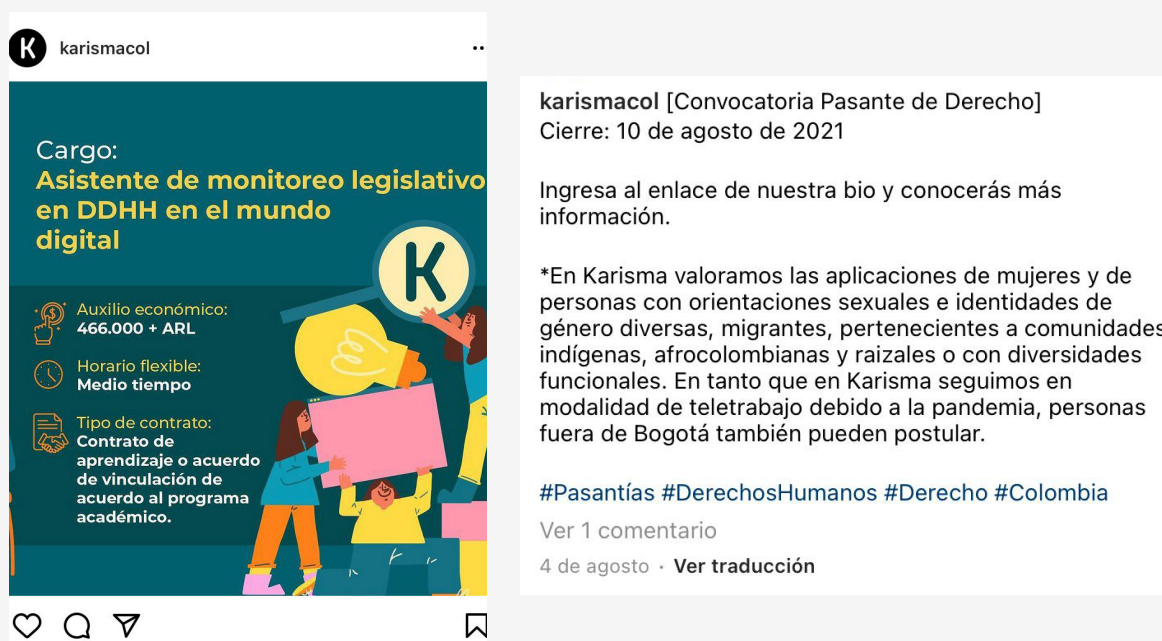 K
karismacol
Cargo:
Asistente de monitoreo legislativo
en DDHH en el mundo
digital
K
Auxilio económico:
466.000 + ARL
Horario flexible:
Medio tiempo
Tipo de contrato:
Contrato de
aprendizaje o acuerdo
de vinculación de
acuerdo al programa
académico.
karismacol [Convocatoria Pasante de Derecho]
Cierre: 10 de agosto de 2021
Ingresa al enlace de nuestra bio y conocerás más
información.
*En Karisma valoramos las aplicaciones de mujeres y de
personas con orientaciones sexuales e identidades de
género diversas, migrantes, pertenecientes a comunidades
indígenas, afrocolombianas y raizales o con diversidades
funcionales. En tanto que en Karisma seguimos en
modalidad de teletrabajo debido a la pandemia, personas
fuera de Bogotá también pueden postular.
#Pasantías #DerechosHumanos #Derecho #Colombia
Ver 1 comentario
4 de agosto · Ver traducción